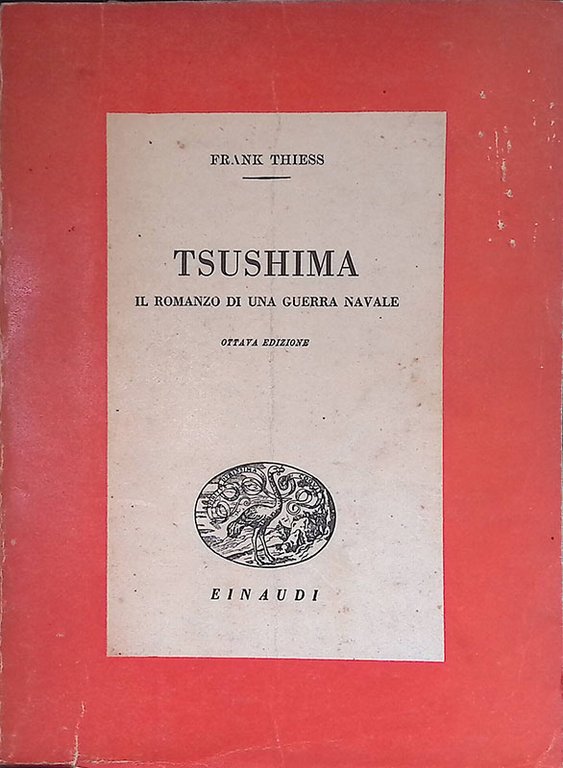 FRANK THIESS
TSUSHIMA
IL ROMANZO DI UNA GUERRA NAVALE
OTTAVA EDIZIONE
EINAUDI